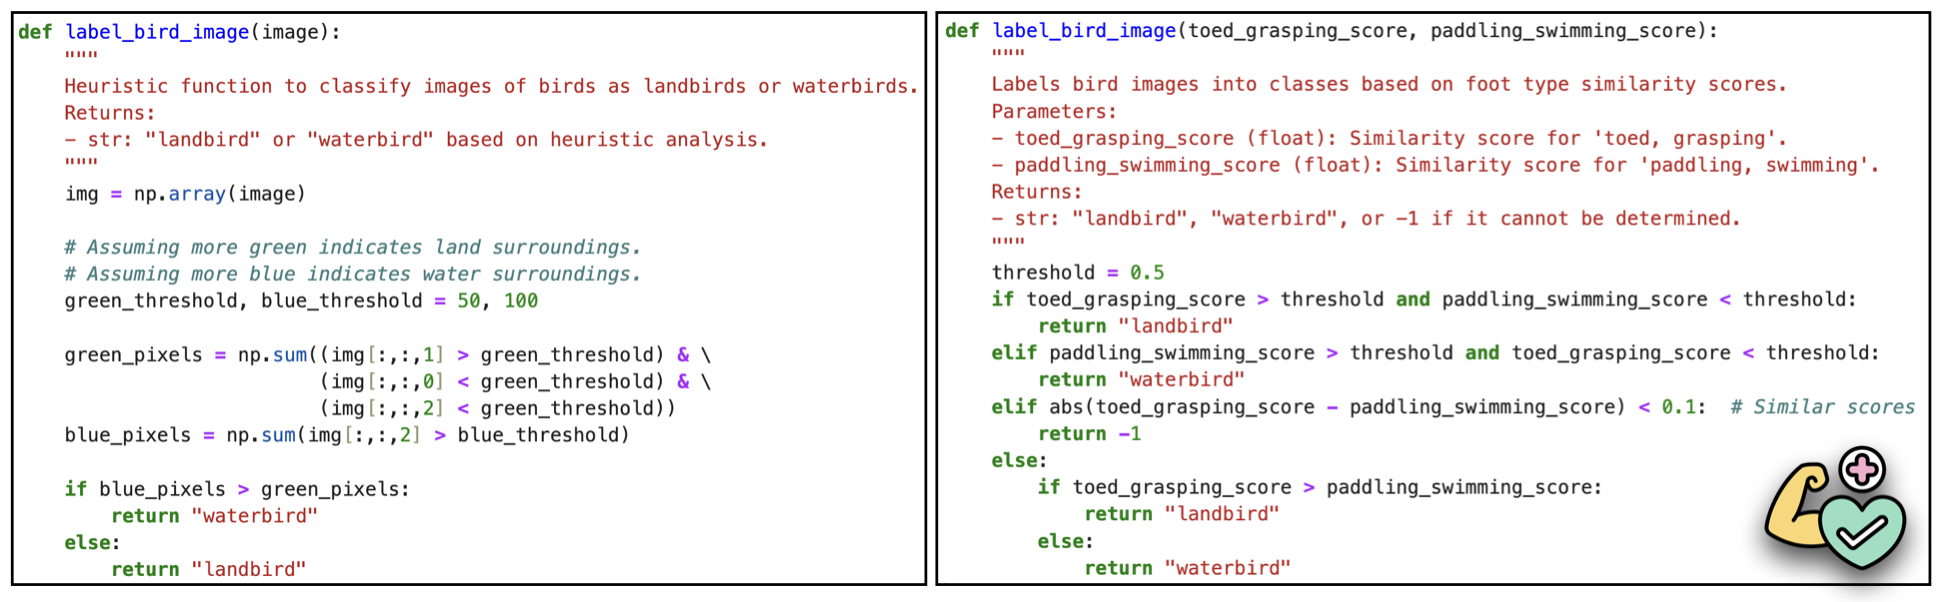 def label_bird_image(image):
    """
    Heuristic function to classify images of birds as landbirds or waterbirds.
    Returns:
    - str: "landbird" or "waterbird" based on heuristic analysis.
    """
    img = np.array(image)
    # Assuming more green indicates land surroundings.
    # Assuming more blue indicates water surroundings.
    green_threshold, blue_threshold = 50, 100
    green_pixels = np.sum((img[:,:,1] > green_threshold) & \
                          (img[:,:,0] < green_threshold) & \
                          (img[:,:,2] < green_threshold))
    blue_pixels = np.sum(img[:,:,2] > blue_threshold)
    if blue_pixels > green_pixels:
        return "waterbird"
    else:
        return "landbird"
def label_bird_image(toed_grasping_score, paddling_swimming_score):
    """
    Labels bird images into classes based on foot type similarity scores.
    Parameters:
    - toed_grasping_score (float): Similarity score for 'toed, grasping'.
    - paddling_swimming_score (float): Similarity score for 'paddling, swimming'.
    Returns:
    - str: "landbird", "waterbird", or -1 if it cannot be determined.
    """
    threshold = 0.5
    if toed_grasping_score > threshold and paddling_swimming_score < threshold:
        return "landbird"
    elif paddling_swimming_score > threshold and toed_grasping_score < threshold:
        return "waterbird"
    elif abs(toed_grasping_score - paddling_swimming_score) < 0.1:  # Similar scores
        return -1
    else:
        if toed_grasping_score > paddling_swimming_score:
            return "landbird"
        else:
            return "waterbird"